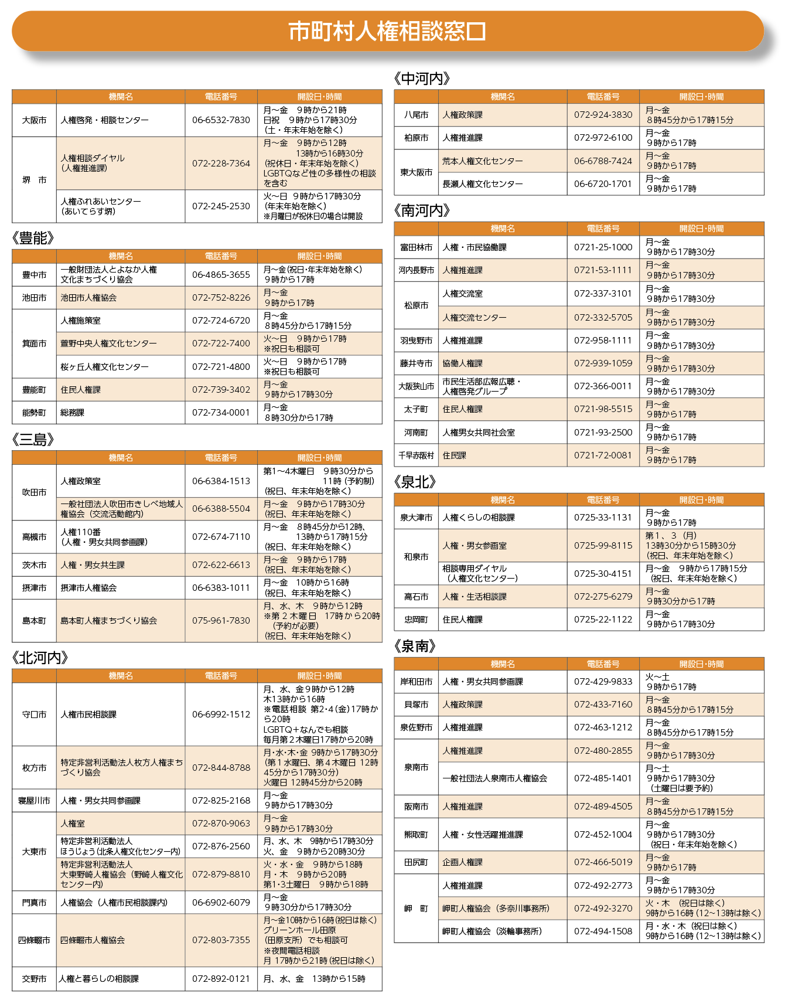 市町村人権相談窓口
機関名 電話番号 開設日･時間
大阪市 人権啓発・相談センター 06-6532-7830 月～金　９時から21時
日祝　９時から17時30分
（土・年末年始を除く）
堺　市 人権相談ダイヤル
（人権推進課） 072-228-7364 月～金　９時から12時
13時から16時30分
（祝休日・年末年始を除く）
LGBTQなど性の多様性の相談
を含む
人権ふれあいセンター
（あいてらす堺） 072-245-2530 火～日 ９時から17時30分
（年末年始を除く）
※月曜日が祝休日の場合は開設
《豊能》
機関名 電話番号 開設日･時間
豊中市 一般財団法人とよなか人権
文化まちづくり協会 06-4865-3655 月～金（祝日･年末年始を除く）
９時から17時
池田市 池田市人権協会 072-752-8226 月～金
９時から17時
箕面市 人権施策室 072-724-6720 月～金
８時45分から17時15分
萱野中央人権文化センター 072-722-7400 火～日　９時から17時
※祝日も相談可
桜ヶ丘人権文化センター 072-721-4800 火～日　９時から17時
※祝日も相談可
豊能町 住民人権課 072-739-3402 月～金
９時から17時30分
能勢町 総務課 072-734-0001 月～金
８時30分から17時
《三島》
機関名 電話番号 開設日･時間
吹田市 人権政策室 06-6384-1513 第1～4木曜日　９時30分から
11時（予約制）
（祝日、年末年始を除く）
一般社団法人吹田市きしべ地域人
権協会（交流活動館内） 06-6388-5504 月～金　９時から17時30分
（祝日、年末年始を除く）
高槻市 人権110番
（人権・男女共同参画課） 072-674-7110 月～金　８時45分から12時、
13時から17時15分
（祝日、年末年始を除く）
茨木市 人権・男女共生課 072-622-6613 月～金　９時から17時
（祝日、年末年始を除く）
摂津市 摂津市人権協会 06-6383-1011 月～金　10時から16時
（祝日、年末年始を除く）
島本町 島本町人権まちづくり協会 075-961-7830 月、水、木　９時から12時
※第２木曜日　17時から20時
（予約が必要）
（祝日、年末年始を除く）
《北河内》
機関名 電話番号 開設日･時間
守口市 人権市民相談課 06-6992-1512 月、水、金９時から12時
木13時から16時
※電話相談 第2･4（金）17時か
ら20時
LGBTQ＋なんでも相談
毎月第２木曜日17時から20時
枚方市 特定非営利活動法人枚方人権まち
づくり協会 072-844-8788 月･水･木･金 9時から17時30分
（第１水曜日、第４木曜日 12時
45分から17時30分）
火曜日 12時45分から20時
寝屋川市 人権・男女共同参画課 072-825-2168 月～金
９時から17時30分
大東市 人権室 072-870-9063 月～金
９時から17時30分
特定非営利活動法人
ほうじょう（北条人権文化センター内） 072-876-2560 月、水、木　9時から17時30分
火、金　９時から20時30分
特定非営利活動法人
大東野崎人権協会（野崎人権文化
センター内） 072-879-8810 火・水・金　９時から18時
月・木　９時から20時
第1･3土曜日　９時から18時
門真市 人権協会（人権市民相談課内） 06-6902-6079 月～金
９時30分から17時30分
四條畷市 四條畷市人権協会 072-803-7355 月～金10時から16時（祝日は除く）
グリーンホール田原
（田原支所）でも相談可
※夜間電話相談
月 17時から21時（祝日は除く）
交野市 人権と暮らしの相談課 072-892-0121 月、水、金　13時から15時
《中河内》
機関名 電話番号 開設日･時間
八尾市 人権政策課 072-924-3830 月～金
８時45分から17時15分
柏原市 人権推進課 072-972-6100 月～金
９時から17時
東大阪市 荒本人権文化センター 06-6788-7424 月～金
９時から17時
長瀬人権文化センター 06-6720-1701 月～金
９時から17時
《南河内》
機関名 電話番号 開設日･時間
富田林市 人権・市民協働課 0721-25-1000 月～金
９時から17時30分
河内長野市 人権推進課 0721-53-1111 月～金
９時から17時30分
松原市 人権交流室 072-337-3101 月～金
９時から17時30分
人権交流センター 072-332-5705 月～金
９時から17時30分
羽曳野市 人権推進課 072-958-1111 月～金
９時から17時30分
藤井寺市 協働人権課 072-939-1059 月～金
９時から17時30分
大阪狭山市 市民生活部広報広聴・
人権啓発グループ 072-366-0011 月～金
９時から17時30分
太子町 住民人権課 0721-98-5515 月～金
９時から17時
河南町 人権男女共同社会室 0721-93-2500 月～金
９時から17時
千早赤阪村 住民課 0721-72-0081 月～金
９時から17時
《泉北》
機関名 電話番号 開設日･時間
泉大津市 人権くらしの相談課 0725-33-1131 月～金
９時から17時
和泉市 人権・男女参画室 0725-99-8115 第１、３（月）
13時30分から15時30分
（祝日、年末年始を除く）
相談専用ダイヤル
（人権文化センター） 0725-30-4151 月～金　９時から17時15分
（祝日、年末年始を除く）
高石市 人権・生活相談課 072-275-6279 月～金
９時30分から17時
忠岡町 住民人権課 0725-22-1122 月～金
９時から17時30分
《泉南》
機関名 電話番号 開設日･時間
岸和田市 人権・男女共同参画課 072-429-9833 火～土
９時から17時
貝塚市 人権政策課 072-433-7160 月～金
８時45分から17時15分
泉佐野市 人権推進課 072-463-1212 月～金
８時45分から17時15分
泉南市 人権推進課 072-480-2855 月～金
９時から17時30分
一般社団法人泉南市人権協会 072-485-1401 月～土
９時から17時30分
（土曜日は要予約）
阪南市 人権推進課 072-489-4505 月～金
８時45分から17時15分
熊取町 人権・女性活躍推進課 072-452-1004 月～金
９時から17時30分
（祝日・年末年始を除く）
田尻町 企画人権課 072-466-5019 月～金
９時から17時
岬　町 人権推進課 072-492-2773 月～金
９時から17時30分
岬町人権協会（多奈川事務所） 072-492-3270 火・木　（祝日は除く）
9時から16時（12～13時は除く）
岬町人権協会（淡輪事務所） 072-494-1508 月・水・木（祝日は除く）
9時から16時（12～13時は除く）